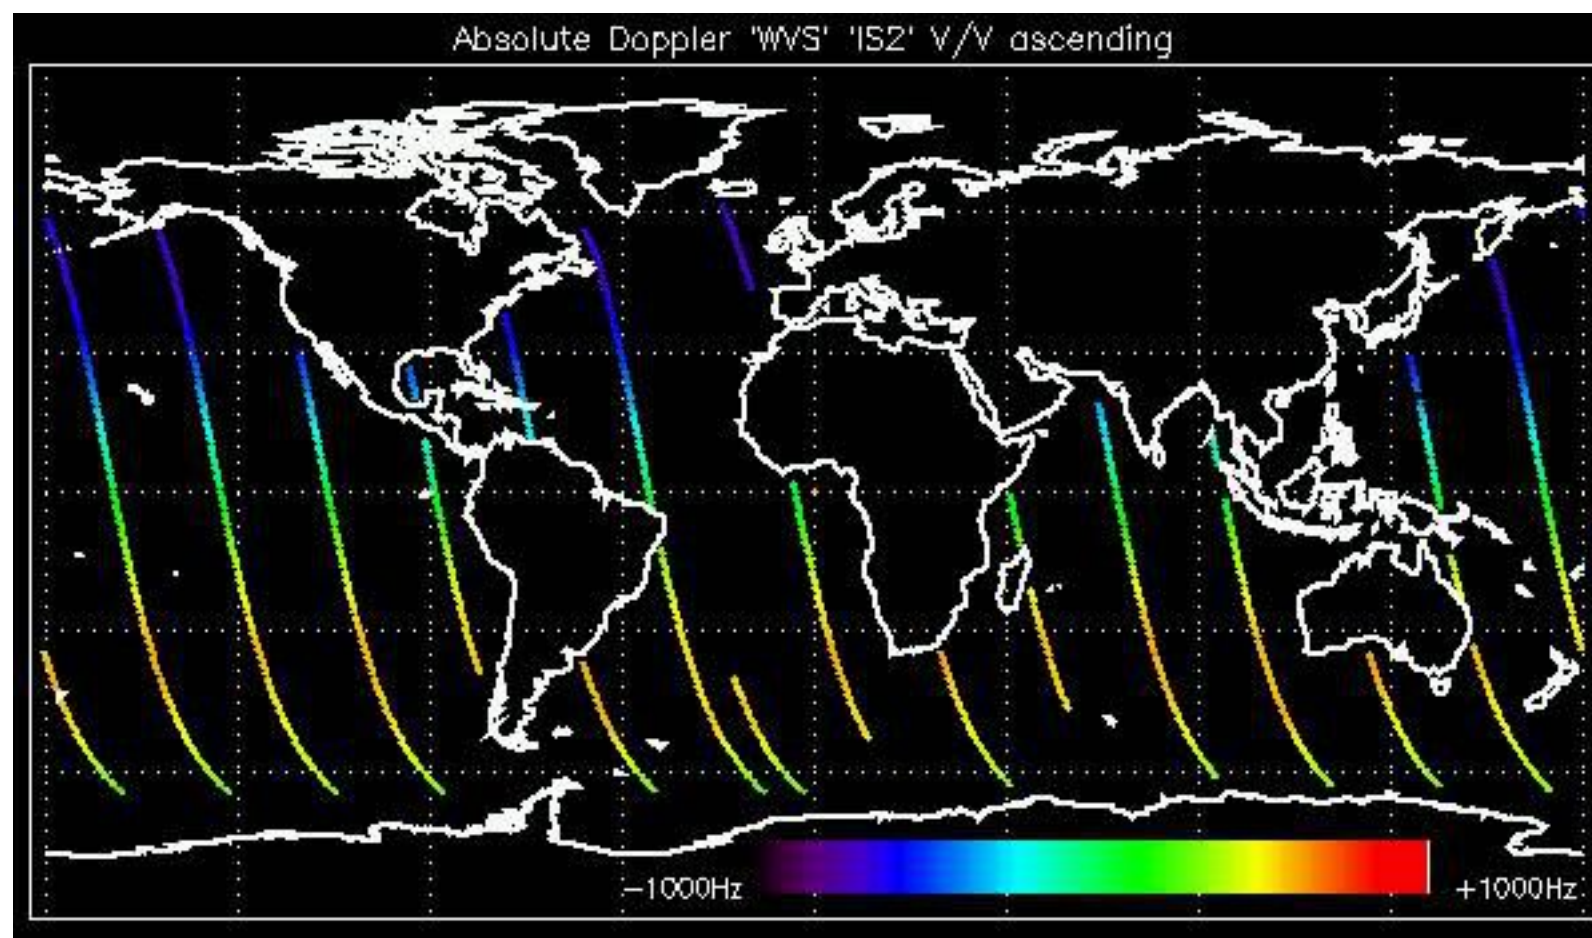 Absolute Doppler 'WVS' 'IS2' V/V ascending
-1000Hz +1000Hz